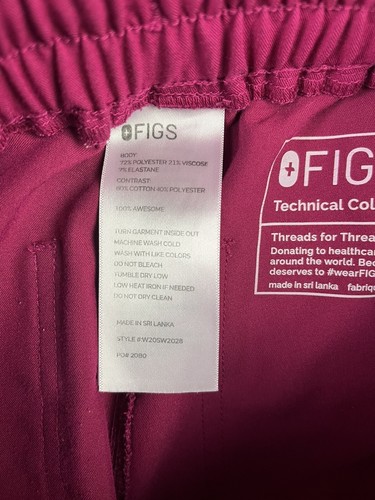 FIGS
BODY:
72% POLYESTER 21% VISCOSE
7% ELASTANE
CONTRAST:
60% COTTON 40% POLYESTER
100% AWESOME
TURN GARMENT INSIDE OUT
MACHINE WASH COLD
WASH WITH LIKE COLORS
DO NOT BLEACH
TUMBLE DRY LOW
LOW HEAT IRON IF NEEDED
DO NOT DRY CLEAN
MADE IN SRI LANKA
STYLE #W20SW2028
PO# 2080
FIG
Technical Col
Threads for Threa
Donating to healthcar
around the world. Bec
deserves to #wearFIG
made in sri lanka fabriqu